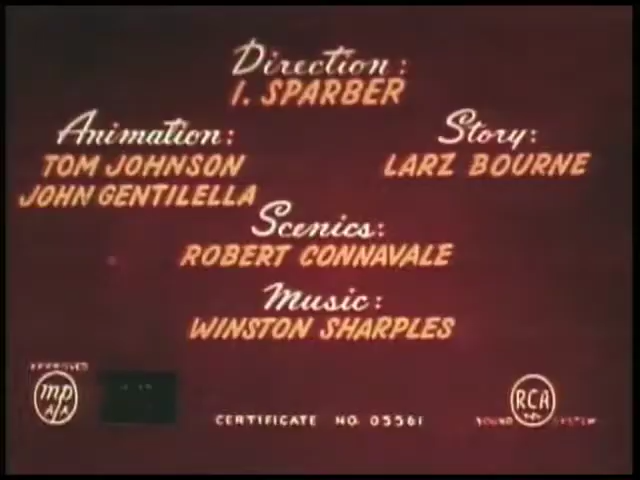 Direction:
I. SPARBER
Animation:
TOM JOHNSON
JOHN GENTILELLA
Story:
LARZ BOURNE
Scenics:
ROBERT CONNAVALE
Music:
WINSTON SHARPLES
APPROVED
MPAA
CERTIFICATE NO. 05561
RCA
SOUND SYSTEM